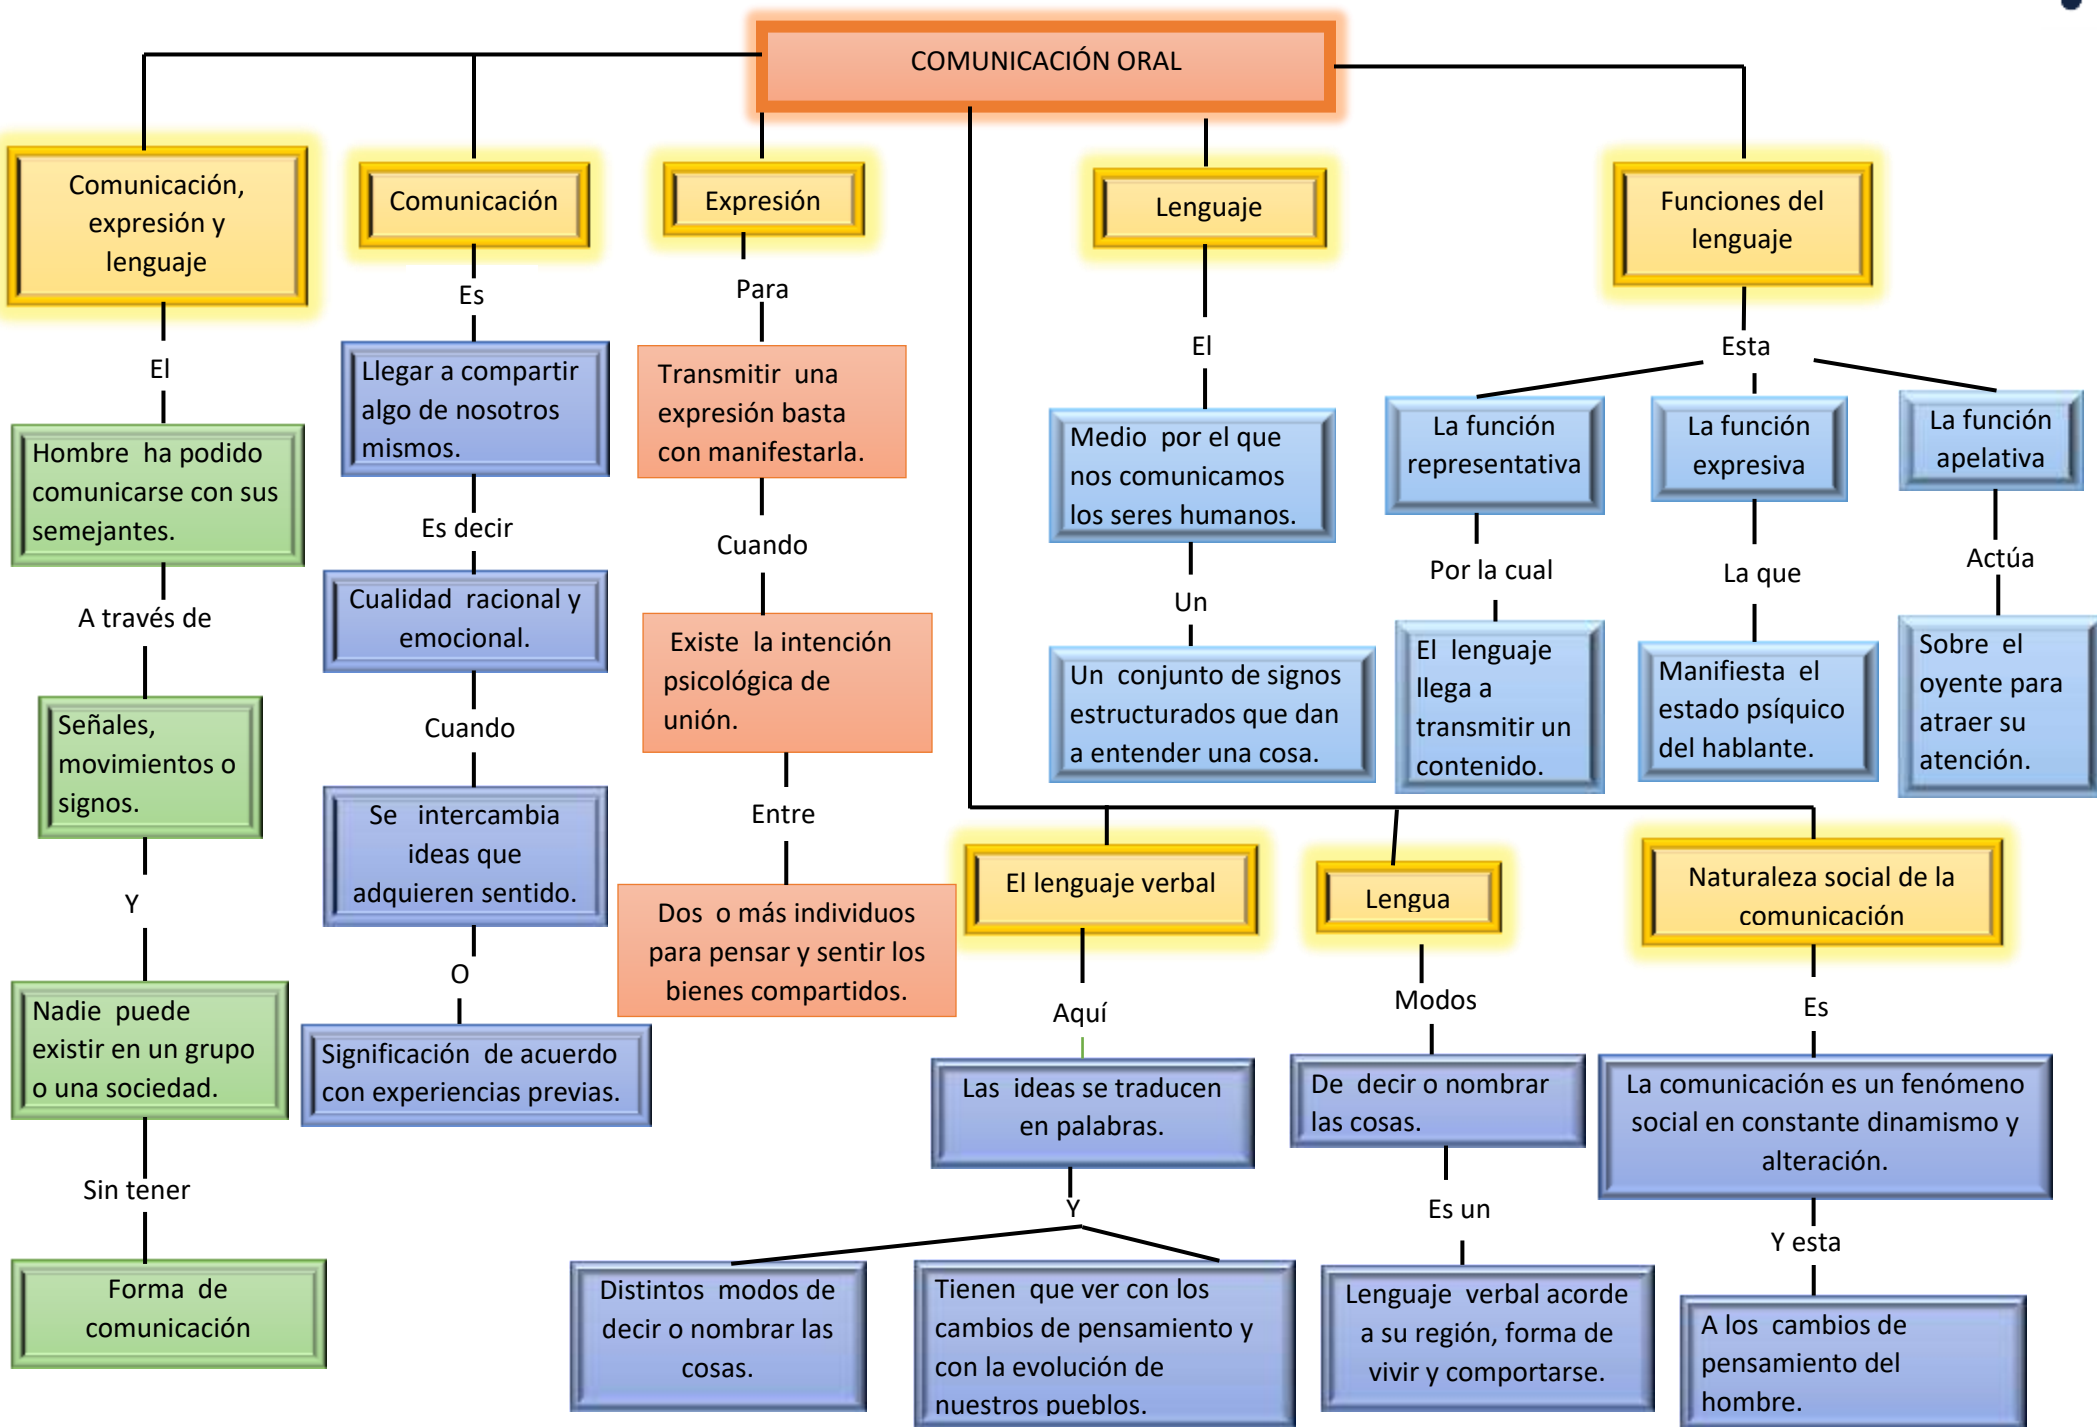 COMUNICACIÓN ORAL
Comunicación,
expresión y
lenguaje
El
Hombre ha podido
comunicarse con sus
semejantes.
A través de
Señales,
movimientos o
signos.
Y
Nadie puede
existir en un grupo
o una sociedad.
Sin tener
Forma de
comunicación
Comunicación
Es
Llegar a compartir
algo de nosotros
mismos.
Es decir
Cualidad racional y
emocional.
Cuando
Se intercambia
ideas que
adquieren sentido.
O
Significación de acuerdo
con experiencias previas.
Expresión
Para
Transmitir una
expresión basta
con manifestarla.
Cuando
Existe la intención
psicológica de
unión.
Entre
Dos o más individuos
para pensar y sentir los
bienes compartidos.
Lenguaje
El
Medio por el que
nos comunicamos
los seres humanos.
Un
Un conjunto de signos
estructurados que dan
a entender una cosa.
Funciones del
lenguaje
Esta
La función
representativa
Por la cual
El lenguaje
llega a
transmitir un
contenido.
La función
expresiva
La que
Manifiesta el
estado psíquico
del hablante.
La función
apelativa
Actúa
Sobre el
oyente para
atraer su
atención.
El lenguaje verbal
Aquí
Las ideas se traducen
en palabras.
Y
Distintos modos de
decir o nombrar las
cosas.
Tienen que ver con los
cambios de pensamiento y
con la evolución de
nuestros pueblos.
Lengua
Modos
De decir o nombrar
las cosas.
Es un
Lenguaje verbal acorde
a su región, forma de
vivir y comportarse.
Naturaleza social de la
comunicación
Es
La comunicación es un fenómeno
social en constante dinamismo y
alteración.
Y esta
A los cambios de
pensamiento del
hombre.